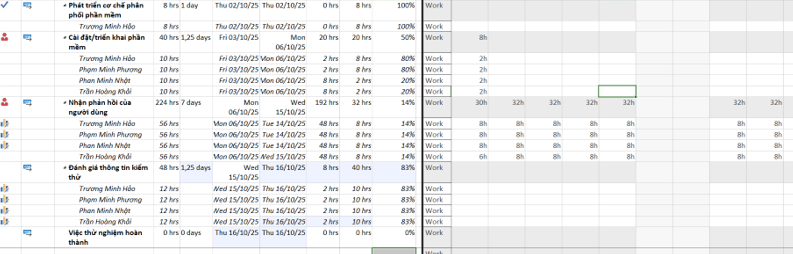 Phát triển cơ chế phân phối phần mềm 8 hrs 1 day Thu 02/10/25 Thu 02/10/25 0 hrs 8 hrs 100% Work
Trương Minh Hảo 8 hrs Thu 02/10/25 Thu 02/10/25 0 hrs 8 hrs 100% Work
Cài đặt/triển khai phần mềm 40 hrs 1,25 days Fri 03/10/25 Mon 06/10/25 20 hrs 20 hrs 50% Work 8h
Trương Minh Hảo 10 hrs Fri 03/10/25 Mon 06/10/25 2 hrs 8 hrs 80% Work 2h
Phạm Minh Phương 10 hrs Fri 03/10/25 Mon 06/10/25 2 hrs 8 hrs 80% Work 2h
Phan Minh Nhật 10 hrs Fri 03/10/25 Mon 06/10/25 8 hrs 2 hrs 20% Work 2h
Trần Hoàng Khôi 10 hrs Fri 03/10/25 Mon 06/10/25 8 hrs 2 hrs 20% Work 2h
Nhận phản hồi của người dùng 224 hrs 7 days Mon 06/10/25 Wed 15/10/25 192 hrs 32 hrs 14% Work 30h 32h 32h 32h 32h 32h 32h
Trương Minh Hảo 56 hrs Mon 06/10/25 Tue 14/10/25 48 hrs 8 hrs 14% Work 8h 8h 8h 8h 8h 8h 8h
Phạm Minh Phương 56 hrs Mon 06/10/25 Tue 14/10/25 48 hrs 8 hrs 14% Work 8h 8h 8h 8h 8h 8h 8h
Phan Minh Nhật 56 hrs Mon 06/10/25 Tue 14/10/25 48 hrs 8 hrs 14% Work 8h 8h 8h 8h 8h 8h 8h
Trần Hoàng Khôi 56 hrs Mon 06/10/25 Wed 15/10/25 48 hrs 8 hrs 14% Work 6h 8h 8h 8h 8h 8h 8h
Đánh giá thông tin kiểm thử 48 hrs 1,25 days Wed 15/10/25 Thu 16/10/25 8 hrs 40 hrs 83% Work
Trương Minh Hảo 12 hrs Wed 15/10/25 Thu 16/10/25 2 hrs 10 hrs 83% Work
Phạm Minh Phương 12 hrs Wed 15/10/25 Thu 16/10/25 2 hrs 10 hrs 83% Work
Phan Minh Nhật 12 hrs Wed 15/10/25 Thu 16/10/25 2 hrs 10 hrs 83% Work
Trần Hoàng Khôi 12 hrs Wed 15/10/25 Thu 16/10/25 2 hrs 10 hrs 83% Work
Việc thử nghiệm hoàn thành 0 hrs 0 days Thu 16/10/25 Thu 16/10/25 0 hrs 0 hrs 0% Work
Work